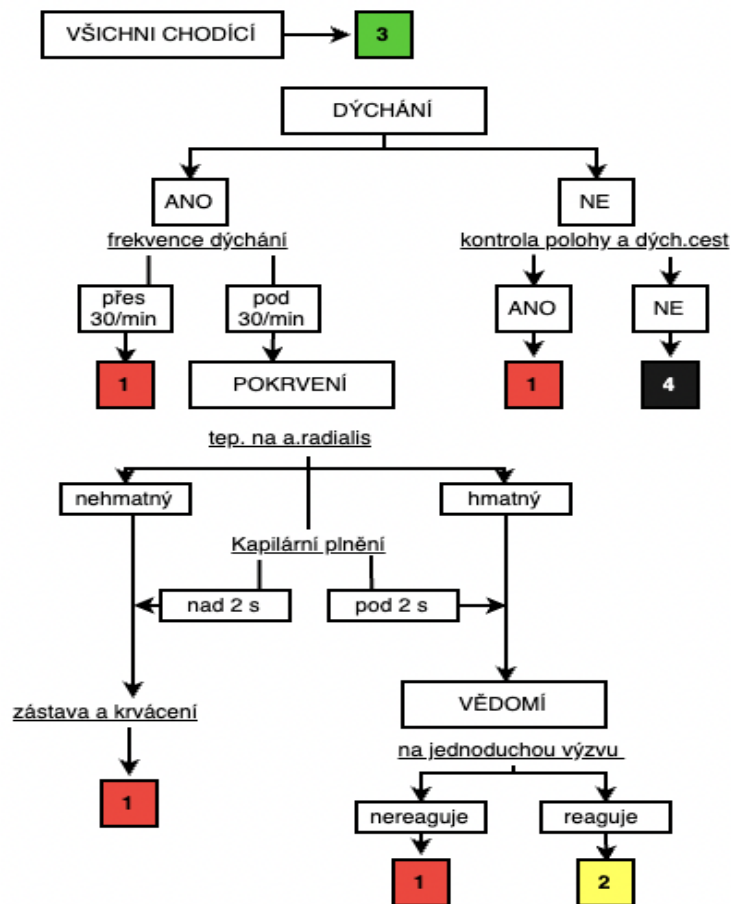 VŠICHNI CHODÍCÍ
3
DÝCHÁNÍ
ANO
NE
frekvence dýchání
kontrola polohy a dých.cest
přes
30/min
pod
30/min
ANO
NE
1
POKRVENÍ
1
4
tep. na a.radialis
nehmatný
hmatný
Kapilární plnění
nad 2 s
pod 2 s
zástava a krvácení
VĚDOMÍ
na jednoduchou výzvu
1
nereaguje
reaguje
1
2